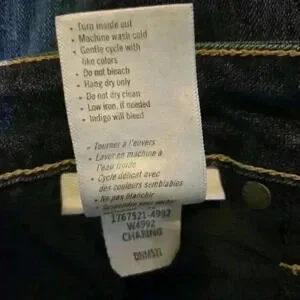 • Turn inside out
• Machine wash cold
• Gentle cycle with
like colors
• Do not bleach
• Hang dry only
• Do not dry clean
• Low iron, if needed
• Indigo will bleed
• Tourner à l'envers
• Laver en machine à
l'eau froide
• Cycle délicat avec
des couleurs semblables
• Ne pas blanchir
1767521-4992
W4992
CHARING